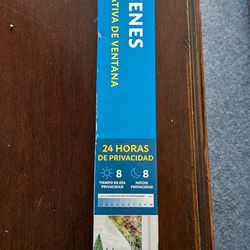 ENES
ATIVA DE VENTANA
24 HORAS
DE PRIVACIDAD
8
TIEMPO DE DÍA
PRIVACIDAD
8
NOCHE
PRIVACIDAD